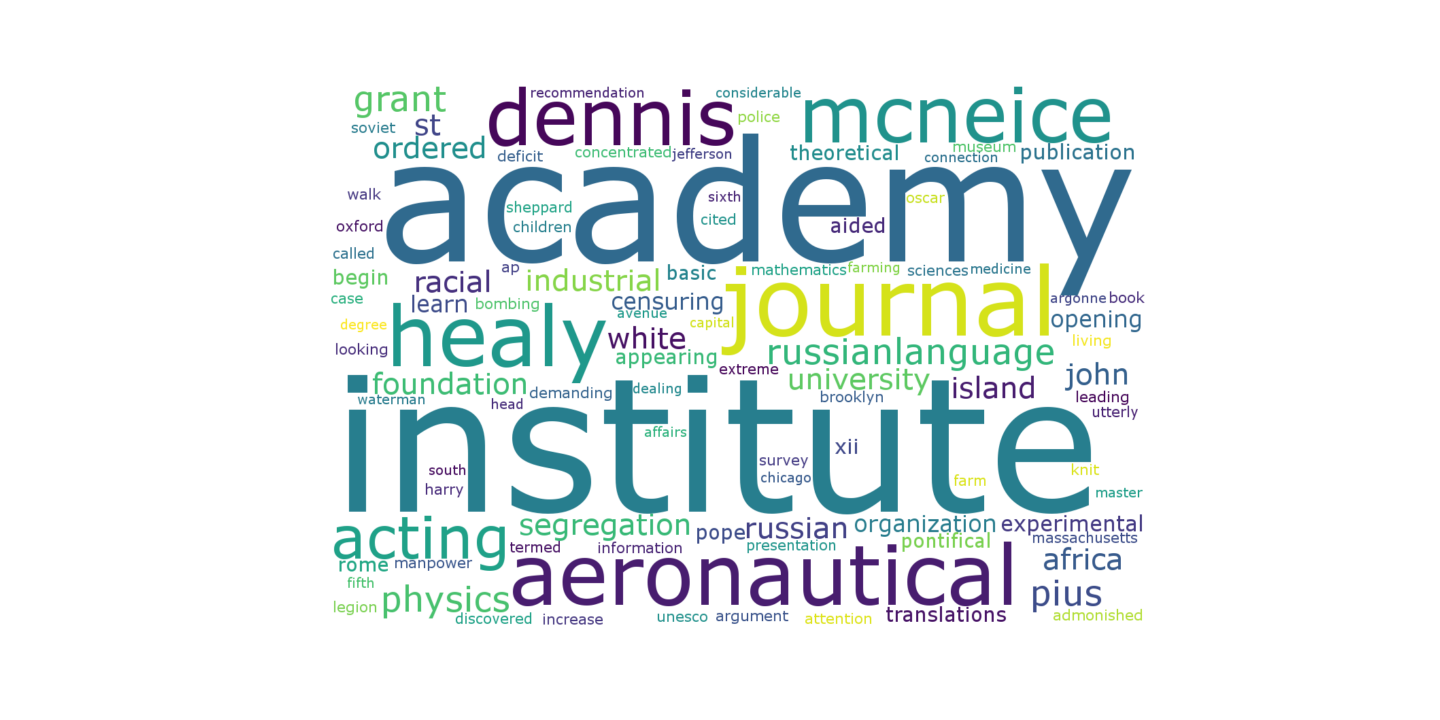 recommendation considerable
grant dennis mcneice
police
soviet st
ordered deficit concentrated jefferson theoretical museum connection publication
academy
walk sixth oscar
sheppard
oxford children cited aided
called
begin racial ap industrial basic mathematics farming sciences medicine
case learn bombing censuring journal argonne book
avenue
degree healy capital opening
looking white living
appearing russianlanguage
foundation extreme university island john
waterman head demanding dealing brooklyn leading
utterly
institute
affairs
xii
south survey
harry chicago farm knit
master
acting segregation pope russian organization experimental
termed information presentation pontifical massachusetts
rome manpower aeronautical africa
fifth
legion physics pius
discovered increase unesco argument attention translations admonished